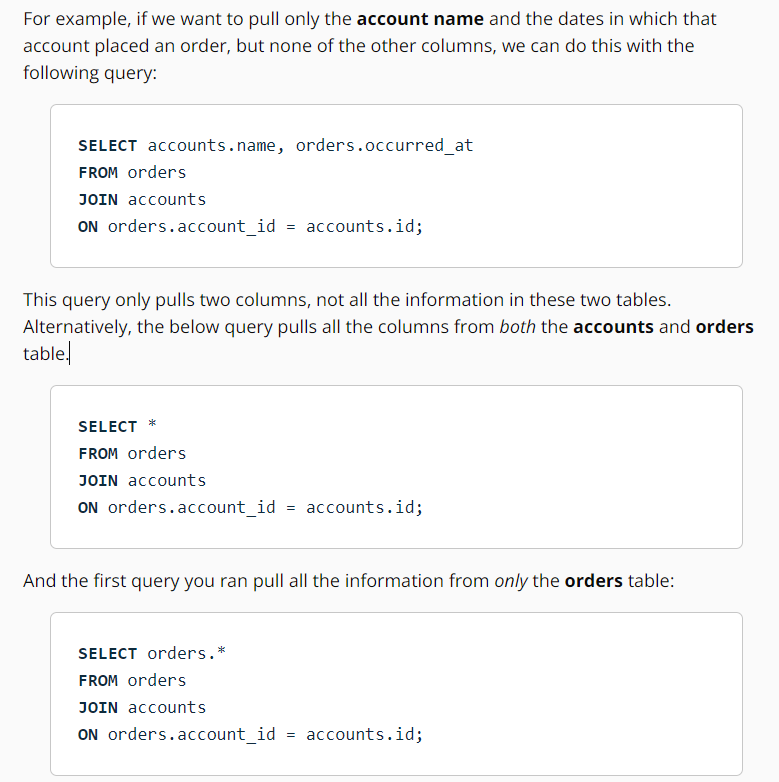 For example, if we want to pull only the account name and the dates in which that
account placed an order, but none of the other columns, we can do this with the
following query:
SELECT accounts.name, orders.occurred_at
FROM orders
JOIN accounts
ON orders.account_id = accounts.id;
This query only pulls two columns, not all the information in these two tables.
Alternatively, the below query pulls all the columns from both the accounts and orders
table.
SELECT *
FROM orders
JOIN accounts
ON orders.account_id = accounts.id;
And the first query you ran pull all the information from only the orders table:
SELECT orders.*
FROM orders
JOIN accounts
ON orders.account_id = accounts.id;